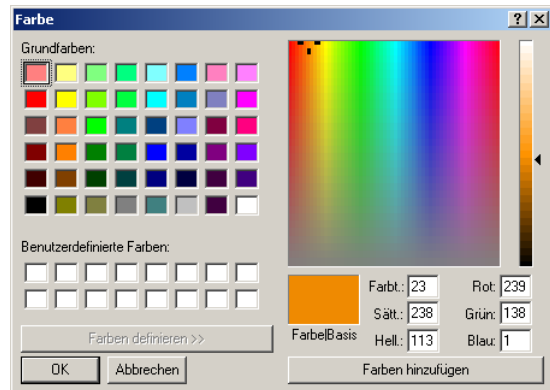 Farbe
Grundfarben:
Benutzerdefinierte Farben:
Farben definieren >>
OK
Abbrechen
Farbe|Basis
Farbt.: 23
Sätt.: 238
Hell.: 113
Rot: 239
Grün: 138
Blau: 1
Farben hinzufügen